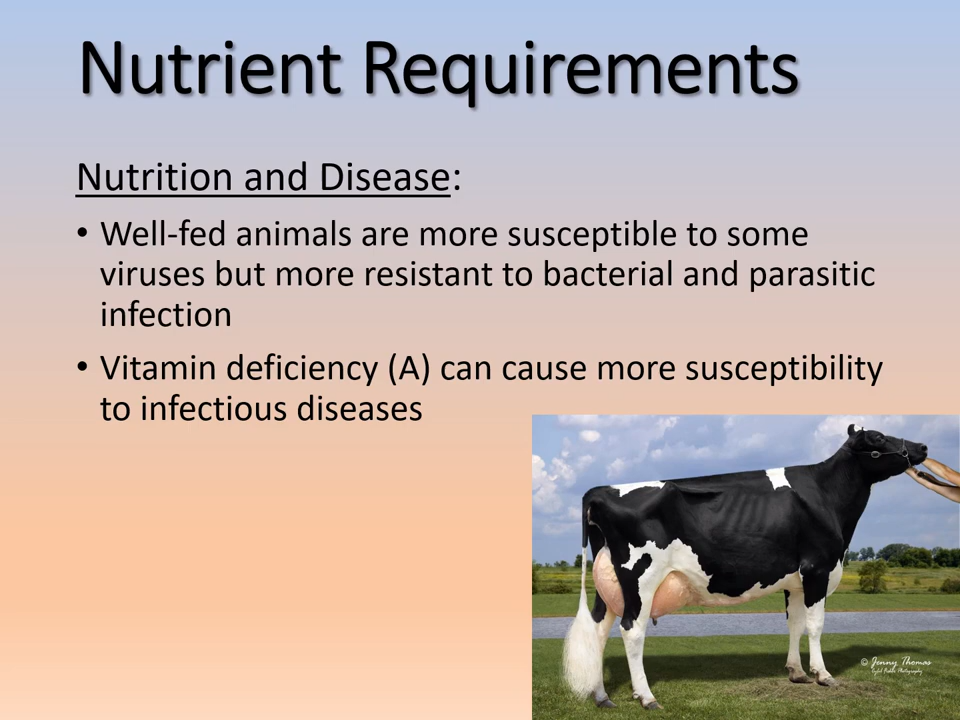 Nutrient Requirements
Nutrition and Disease:
• Well-fed animals are more susceptible to some
viruses but more resistant to bacterial and parasitic
infection
• Vitamin deficiency (A) can cause more susceptibility
to infectious diseases
© Jenny Thomas